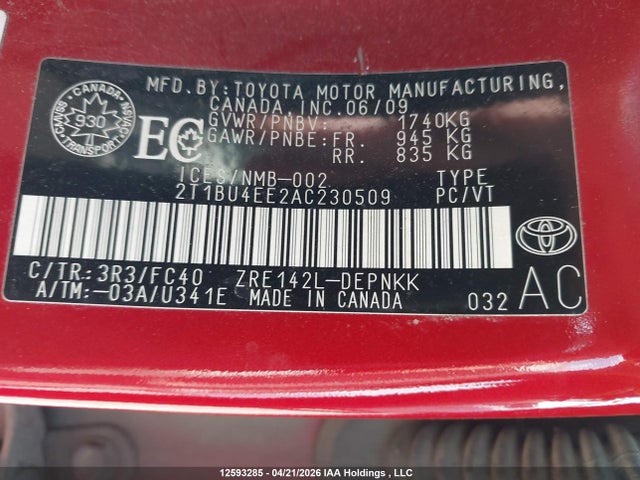 MFD. BY: TOYOTA MOTOR MANUFACTURING,
CANADA, INC. 06/09
GVWR/PNBV: 1740KG
GAWR/PNBE: FR. 945 KG
RR. 835 KG
CANADA
930
EC
ICES/NMB-002 TYPE
2T1BU4EE2AC230509 PC/VT
C/TR: 3R3/FC40 ZRE142L-DEPNKK
A/TM: -03A/U341E MADE IN CANADA
032 AC
TOYOTA
12593285 - 04/21/2026 IAA Holdings , LLC